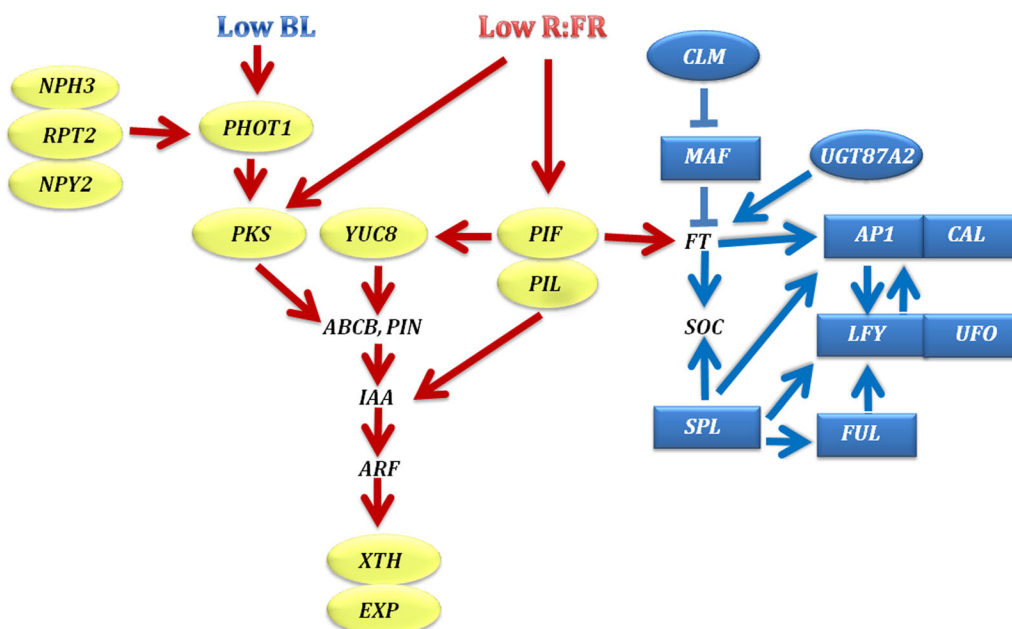 Low BL
Low R:FR
CLM
NPH3
RPT2
NPY2
PHOT1
MAF
UGT87A2
PKS
YUC8
PIF
PIL
FT
AP1
CAL
ABCB, PIN
SOC
LFY
UFO
IAA
SPL
FUL
ARF
XTH
EXP